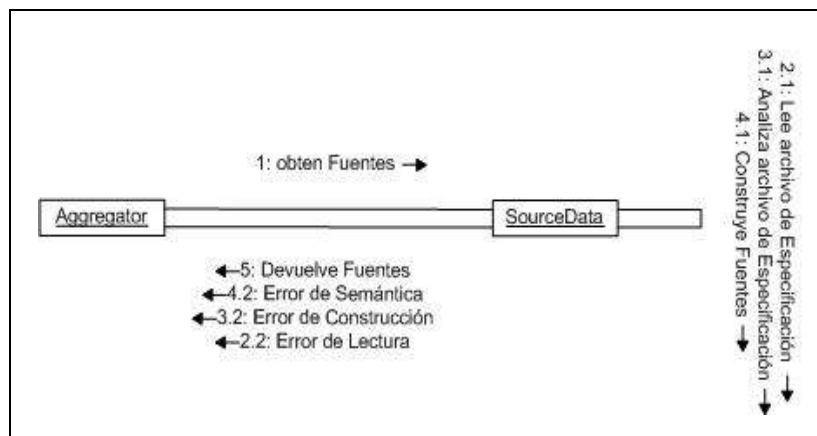 1: obten Fuentes
Aggregator
SourceData
5: Devuelve Fuentes
4.2: Error de Semántica
3.2: Error de Construcción
2.2: Error de Lectura
2.1: Lee archivo de Especificación
3.1: Analiza archivo de Especificación
4.1: Construye Fuentes